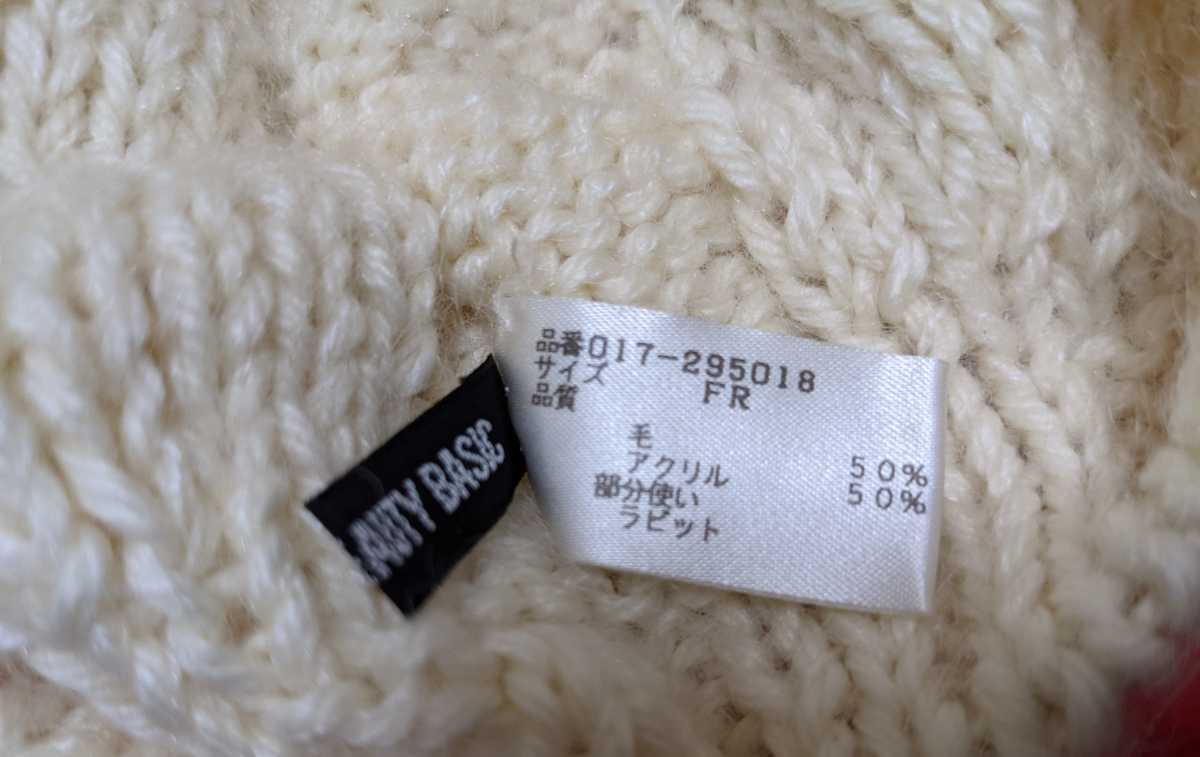 品番017-295018
サイズ FR
品質
毛 50%
アクリル 50%
部分使い
ラビット
BASIC